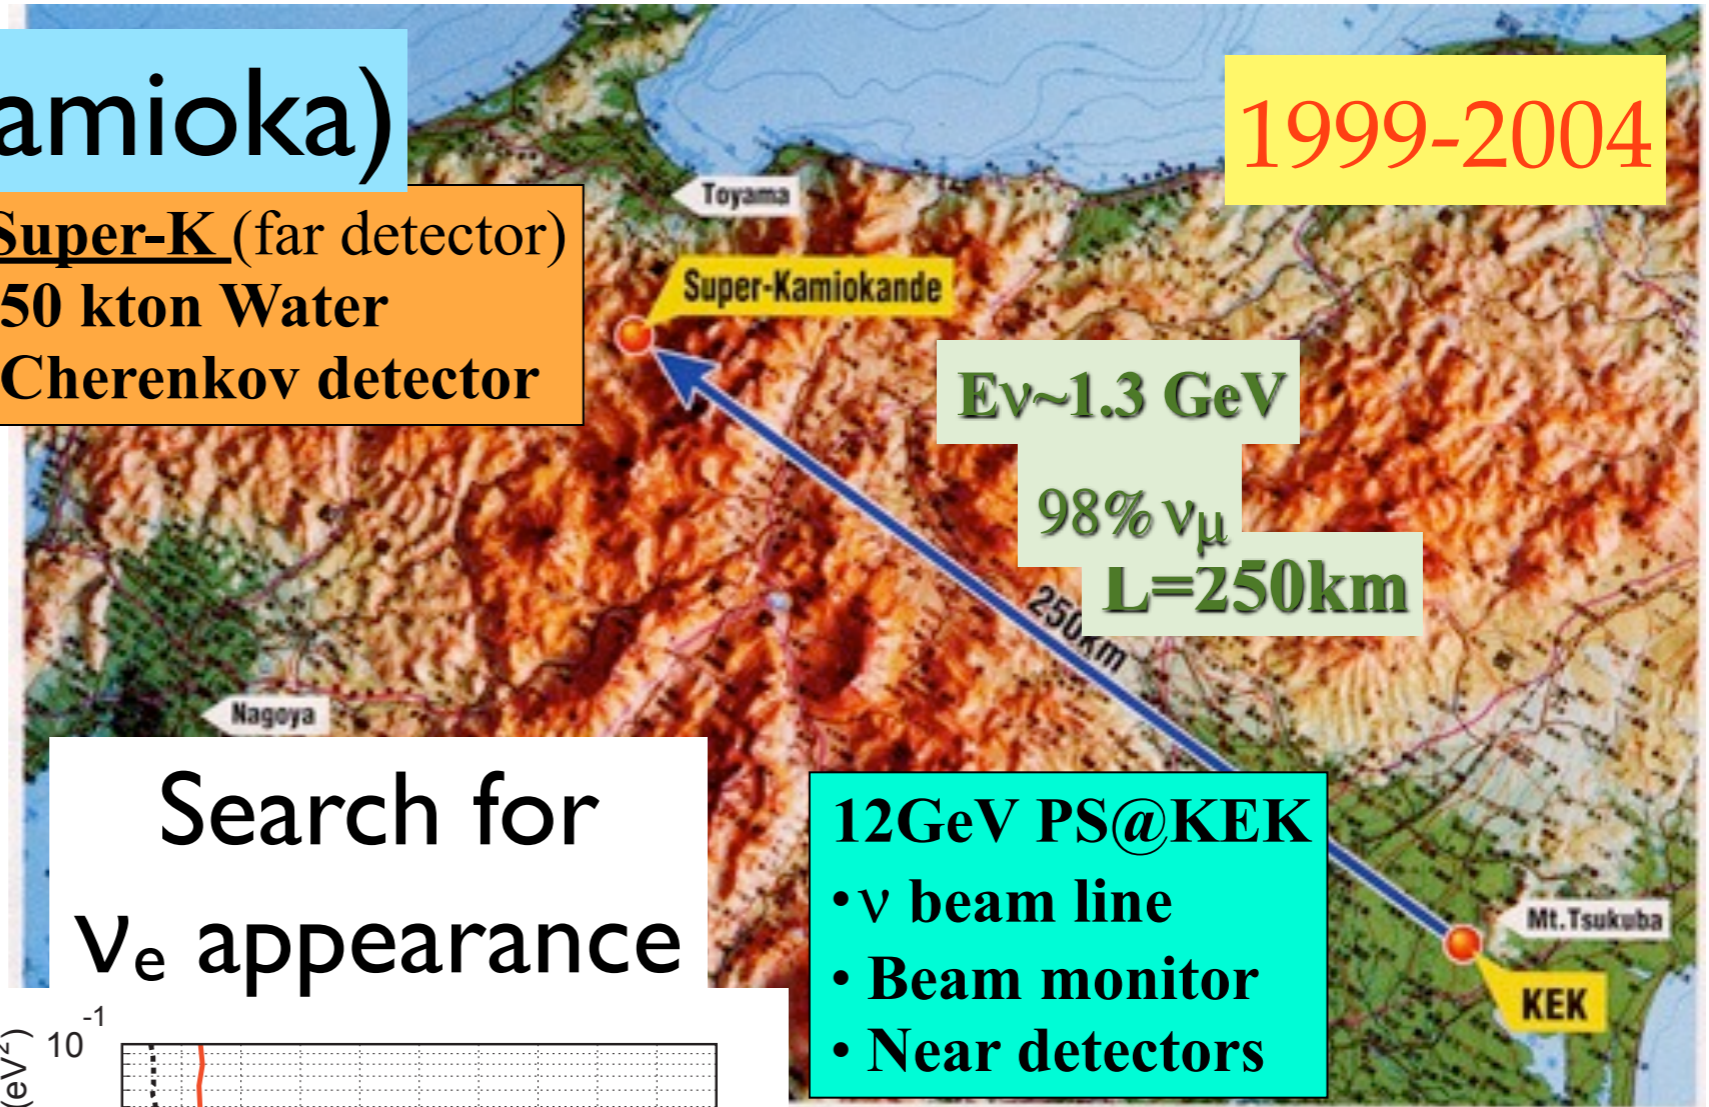 amioka)
1999-2004
Toyama
Super-K (far detector)
50 kton Water
Cherenkov detector
Super-Kamiokande
Eν~1.3 GeV
98% νμ
L=250km
250km
Nagoya
Search for
νe appearance
12GeV PS@KEK
• ν beam line
• Beam monitor
• Near detectors
Mt.Tsukuba
KEK
10⁻¹
(eV²)